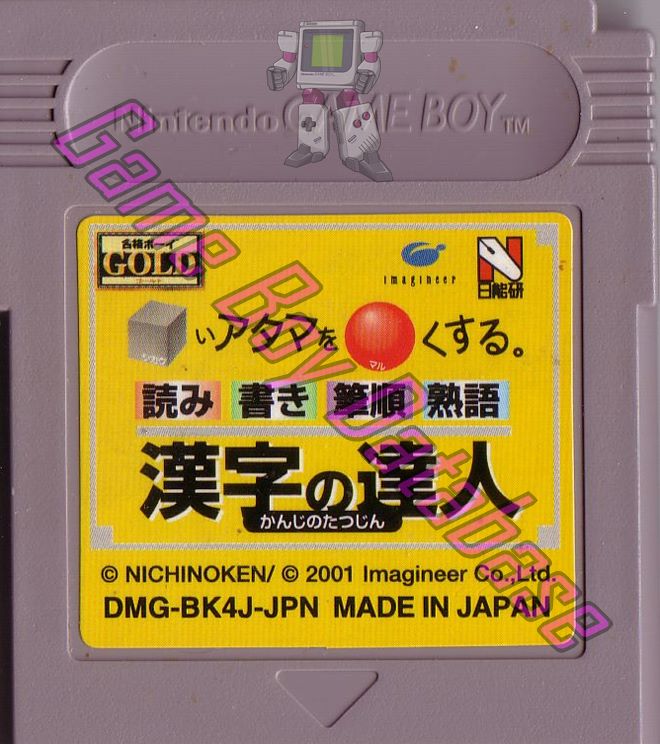 Nintendo GAME BOY TM
合格ボーイ
GOLD
ゴールド
imagineer
N
日能研
シカクいアタマをマルくする。
読み 書き 筆順 熟語
漢字の達人
かんじのたつじん
© NICHINOKEN/ © 2001 Imagineer Co.,Ltd.
DMG-BK4J-JPN MADE IN JAPAN
Game Boy Database